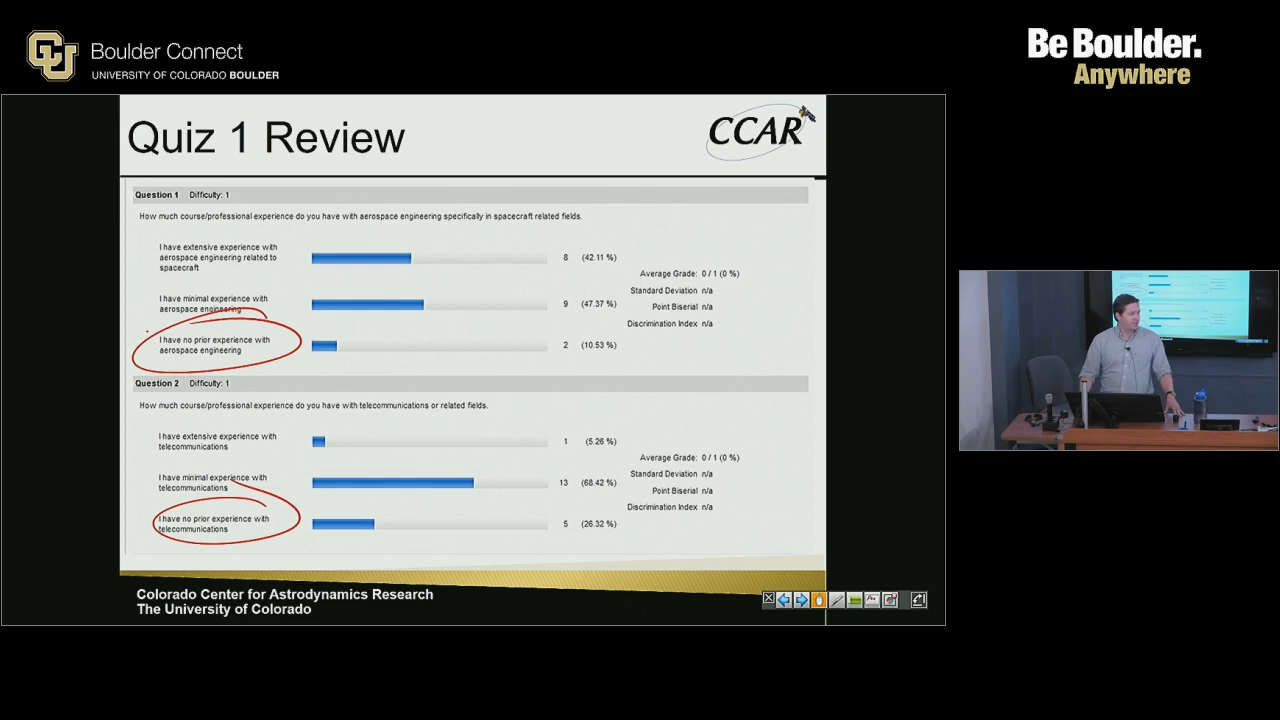 CU
Boulder Connect
UNIVERSITY OF COLORADO BOULDER
Be Boulder.
Anywhere
Quiz 1 Review
CCAR
Question 1 Difficulty: 1
How much course/professional experience do you have with aerospace engineering specifically in spacecraft related fields.
I have extensive experience with
aerospace engineering related to
spacecraft
8 (42.11 %)
I have minimal experience with
aerospace engineering
9 (47.37 %)
I have no prior experience with
aerospace engineering
2 (10.53 %)
Average Grade: 0 / 1 (0 %)
Standard Deviation n/a
Point Biserial n/a
Discrimination Index n/a
Question 2 Difficulty: 1
How much course/professional experience do you have with telecommunications or related fields.
I have extensive experience with
telecommunications
1 (5.26 %)
I have minimal experience with
telecommunications
13 (68.42 %)
I have no prior experience with
telecommunications
5 (26.32 %)
Average Grade: 0 / 1 (0 %)
Standard Deviation n/a
Point Biserial n/a
Discrimination Index n/a
Colorado Center for Astrodynamics Research
The University of Colorado